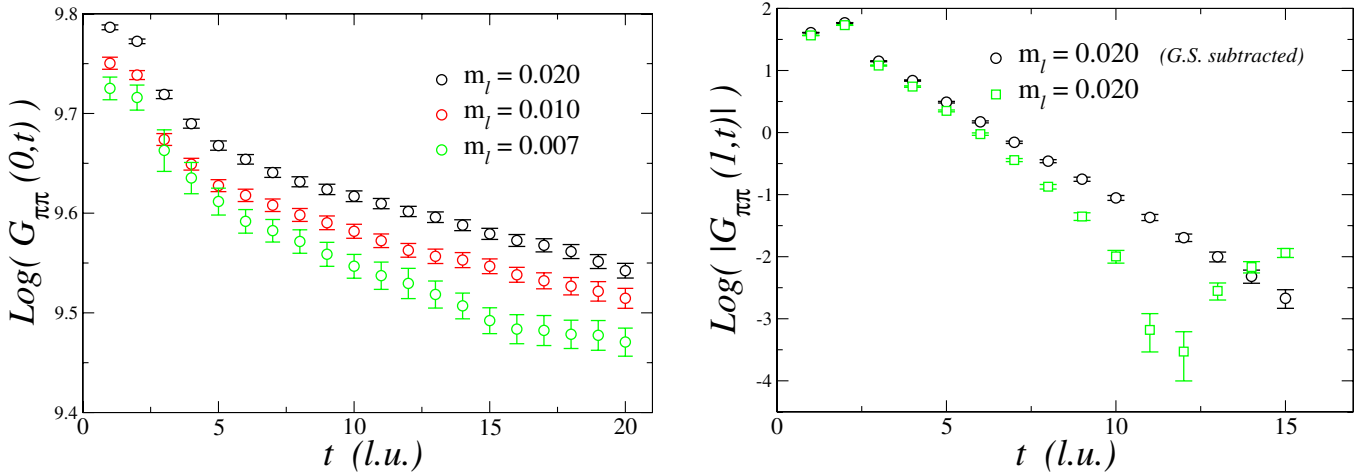 Log( G_ππ (0,t) )
9.8
9.7
9.6
9.5
9.4
m_l = 0.020
m_l = 0.010
m_l = 0.007
0 5 10 15 20
t (l.u.)
Log( |G_ππ (1,t)| )
2
1
0
-1
-2
-3
-4
m_l = 0.020 (G.S. subtracted)
m_l = 0.020
0 5 10 15
t (l.u.)